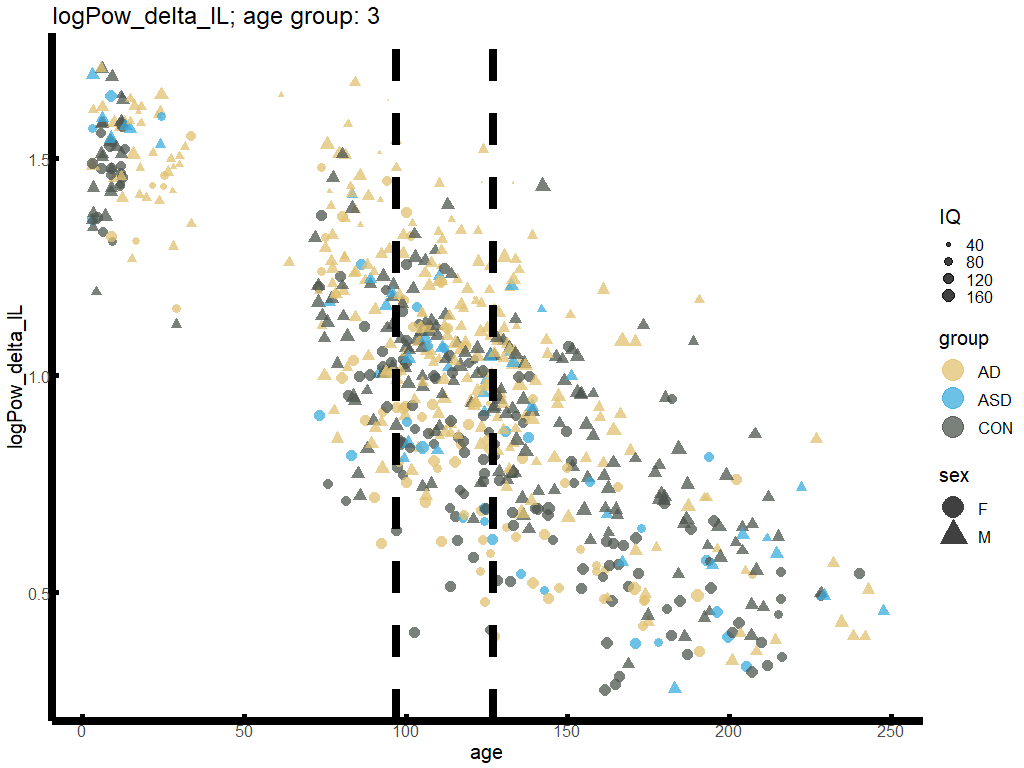 logPow_delta_IL; age group: 3
logPow_delta_IL
1.5
1.0
0.5
0
50
100
150
200
250
age
IQ
40
80
120
160
group
AD
ASD
CON
sex
F
M